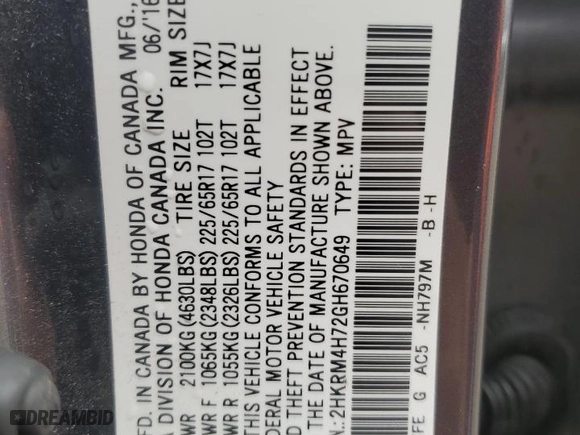 FD. IN CANADA BY HONDA OF CANADA MFG.,
A DIVISION OF HONDA CANADA INC. 06/'16
WR 2100KG(4630LBS) TIRE SIZE RIM SIZE
WR F 1065KG(2348LBS) 225/65R17 102T 17X7J
WR R 1055KG(2326LBS) 225/65R17 102T 17X7J
THIS VEHICLE CONFORMS TO ALL APPLICABLE
EDERAL MOTOR VEHICLE SAFETY
ND THEFT PREVENTION STANDARDS IN EFFECT
N THE DATE OF MANUFACTURE SHOWN ABOVE.
N.:2HKRM4H72GH670649 TYPE: MPV
FE G AC5 -NH797M -B -H
DREAMBID